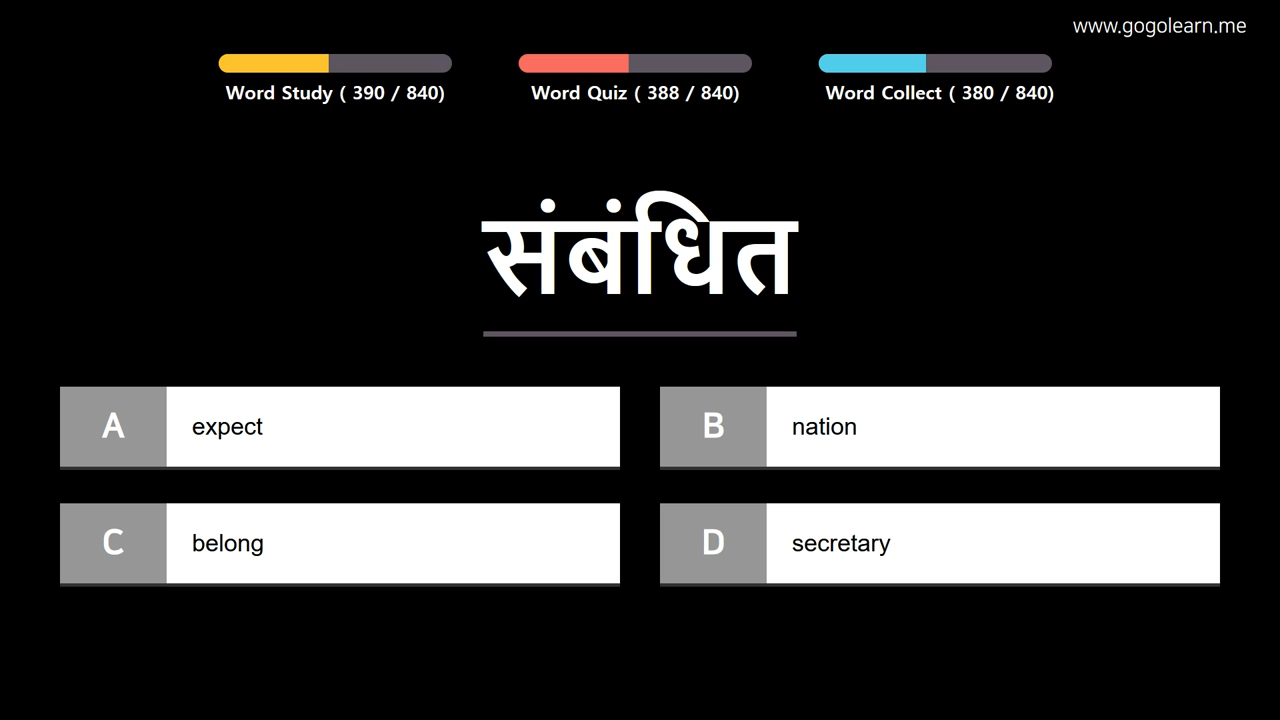 www.gogolearn.me
Word Study ( 390 / 840)
Word Quiz ( 388 / 840)
Word Collect ( 380 / 840)
संबंधित
A expect
B nation
C belong
D secretary